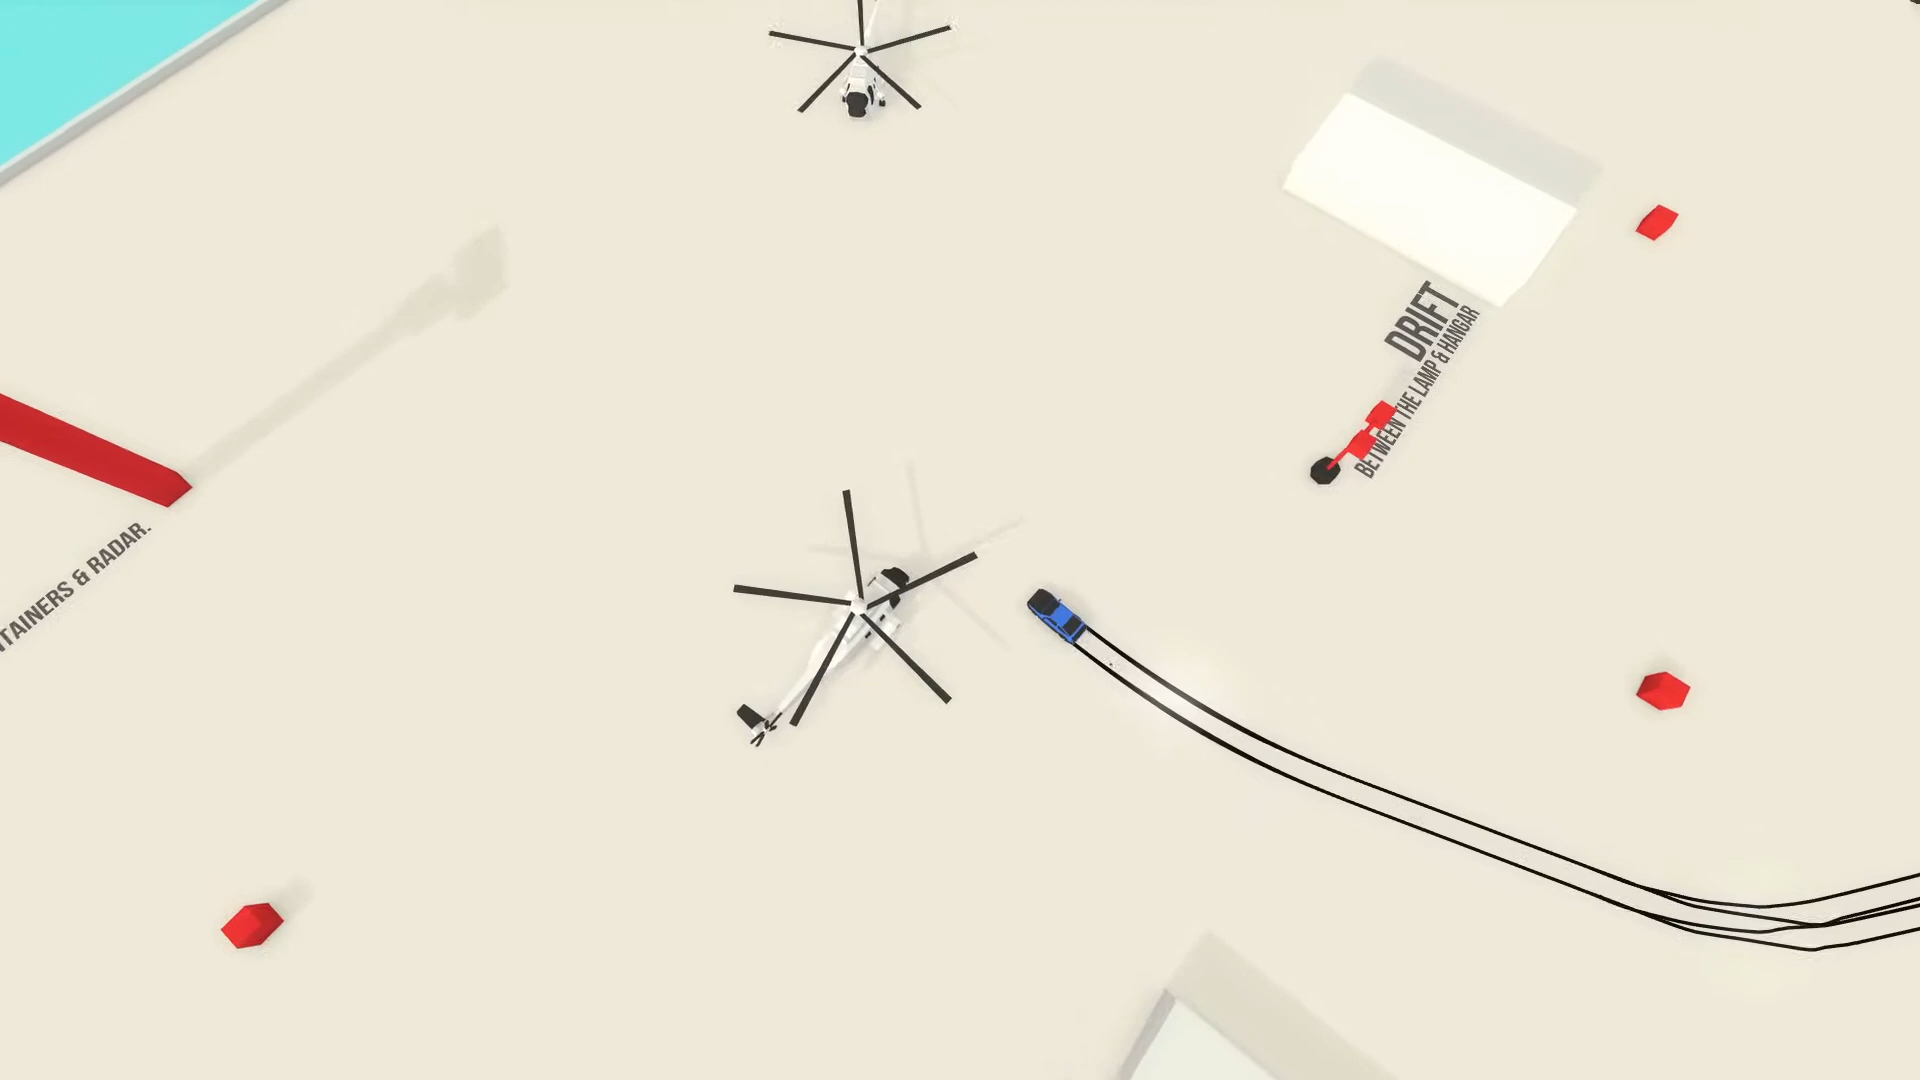 DRIFT
BETWEEN THE LAMP & HANGAR
TAINERS & RADAR.